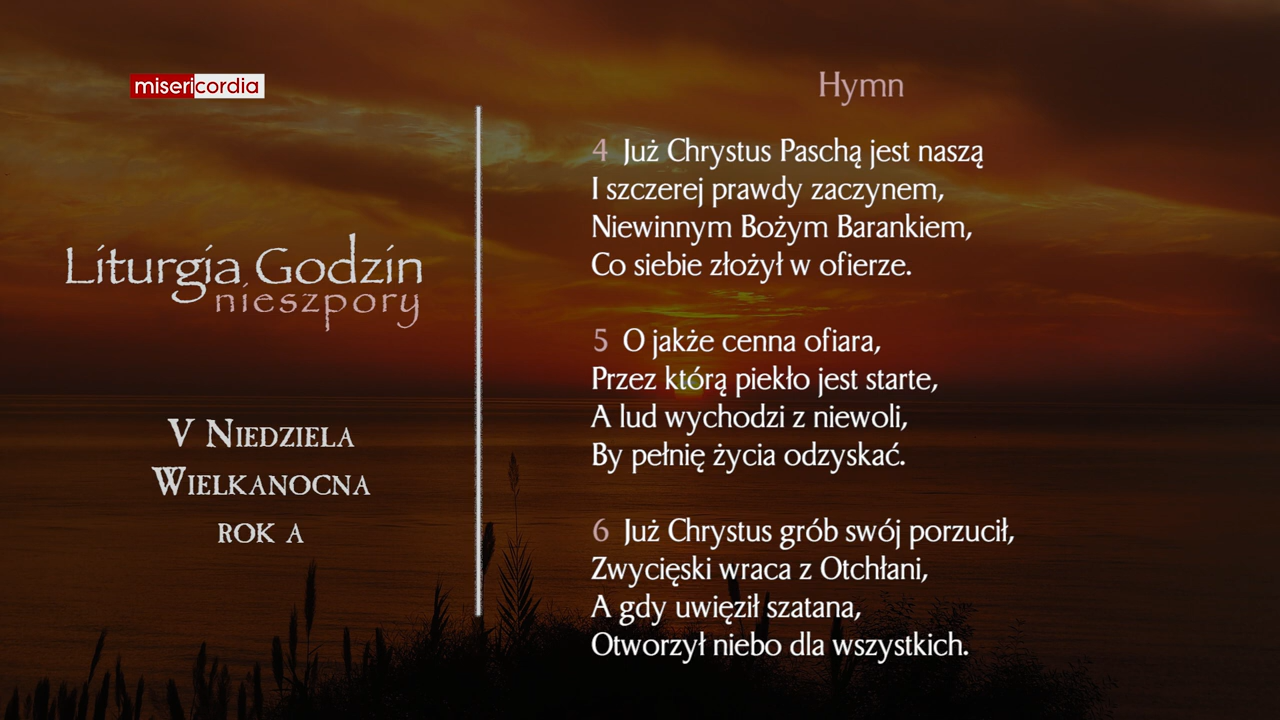 misericordia
Liturgia Godzin
nieszpory
V Niedziela
Wielkanocna
rok a
Hymn
4 Już Chrystus Paschą jest naszą
I szczerej prawdy zaczynem,
Niewinnym Bożym Barankiem,
Co siebie złożył w ofierze.
5 O jakże cenna ofiara,
Przez którą piekło jest starte,
A lud wychodzi z niewoli,
By pełnię życia odzyskać.
6 Już Chrystus grób swój porzucił,
Zwycięski wraca z Otchłani,
A gdy uwięził szatana,
Otworzył niebo dla wszystkich.